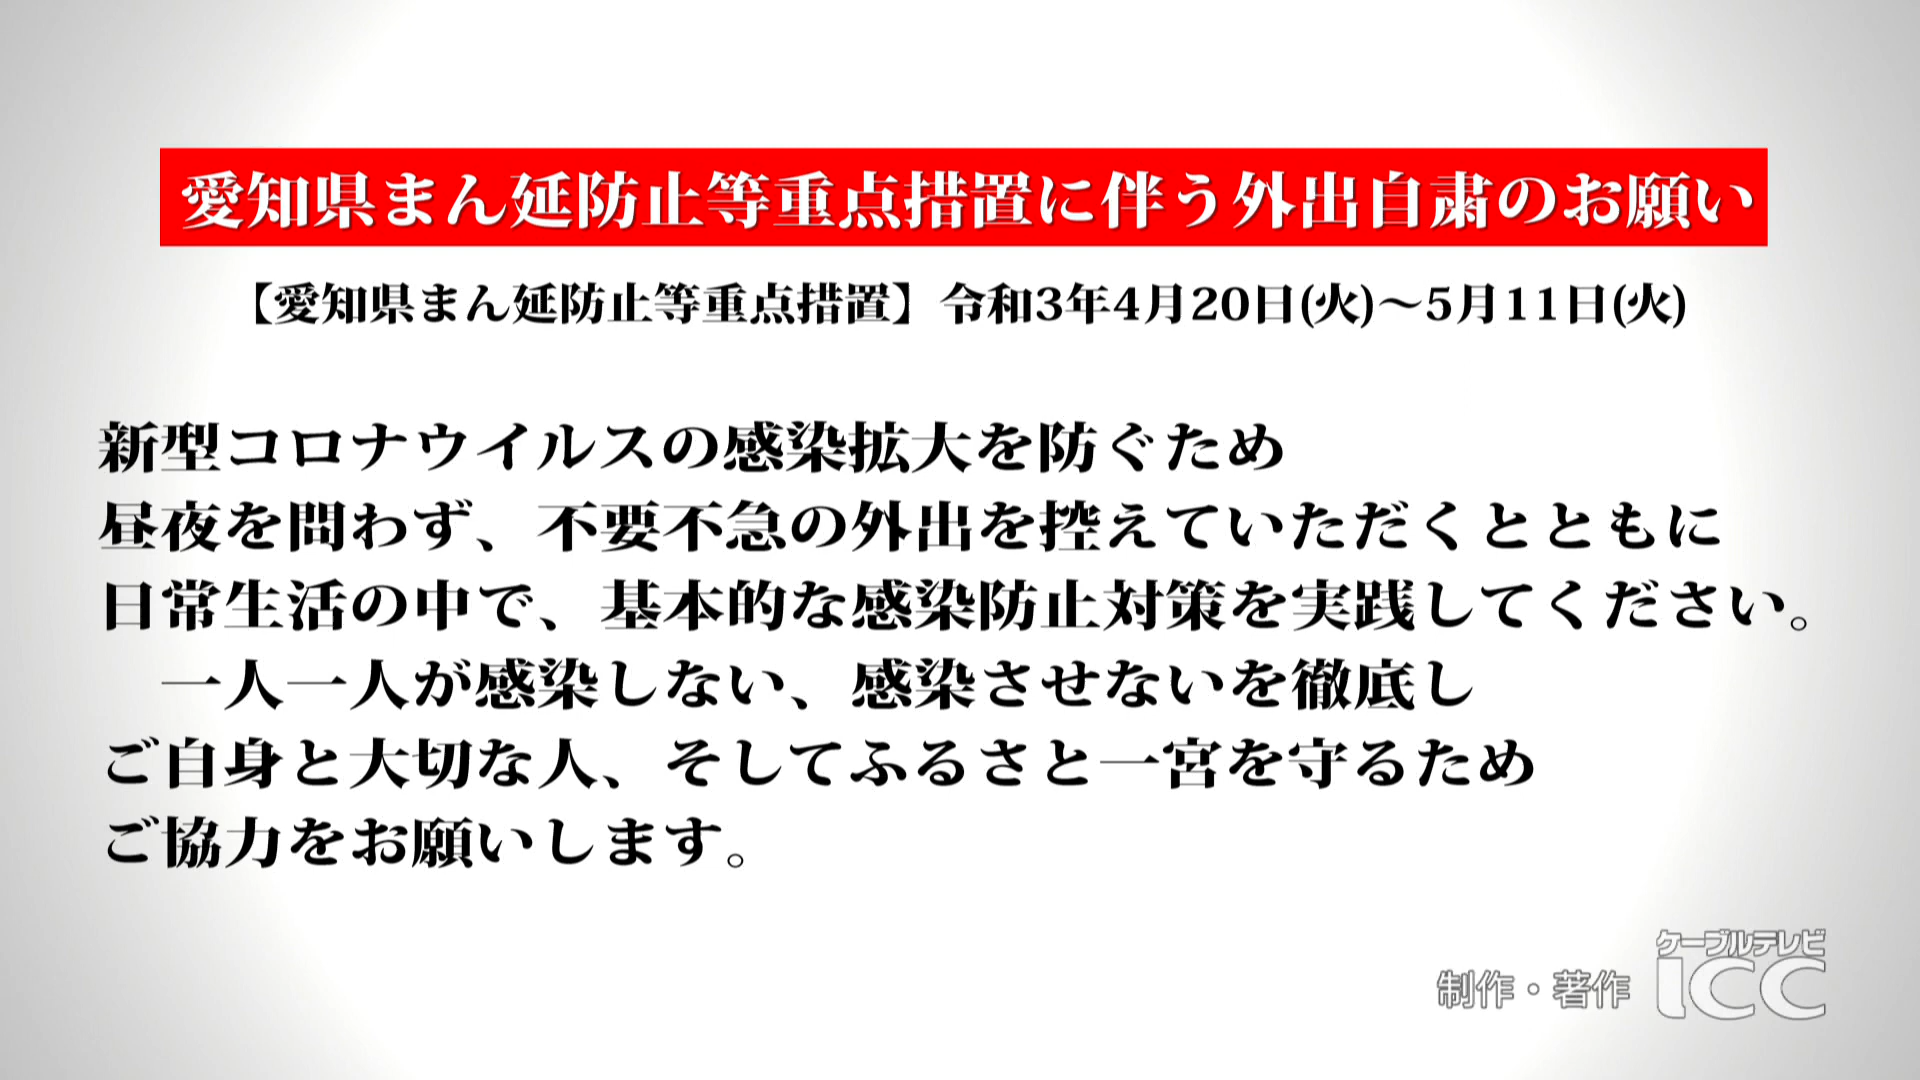 愛知県まん延防止等重点措置に伴う外出自粛のお願い
【愛知県まん延防止等重点措置】令和3年4月20日(火)～5月11日(火)
新型コロナウイルスの感染拡大を防ぐため
昼夜を問わず、不要不急の外出を控えていただくとともに
日常生活の中で、基本的な感染防止対策を実践してください。
一人一人が感染しない、感染させないを徹底し
ご自身と大切な人、そしてふるさと一宮を守るため
ご協力をお願いします。
制作・著作 ケーブルテレビ ICC